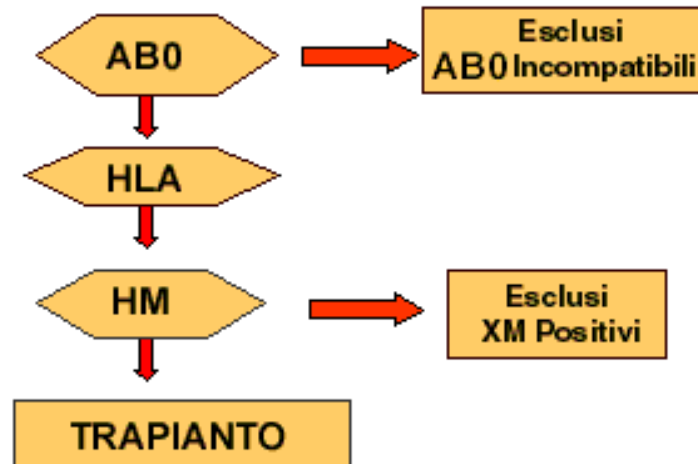 AB0
Esclusi
AB0 Incompatibili
HLA
HM
Esclusi
XM Positivi
TRAPIANTO